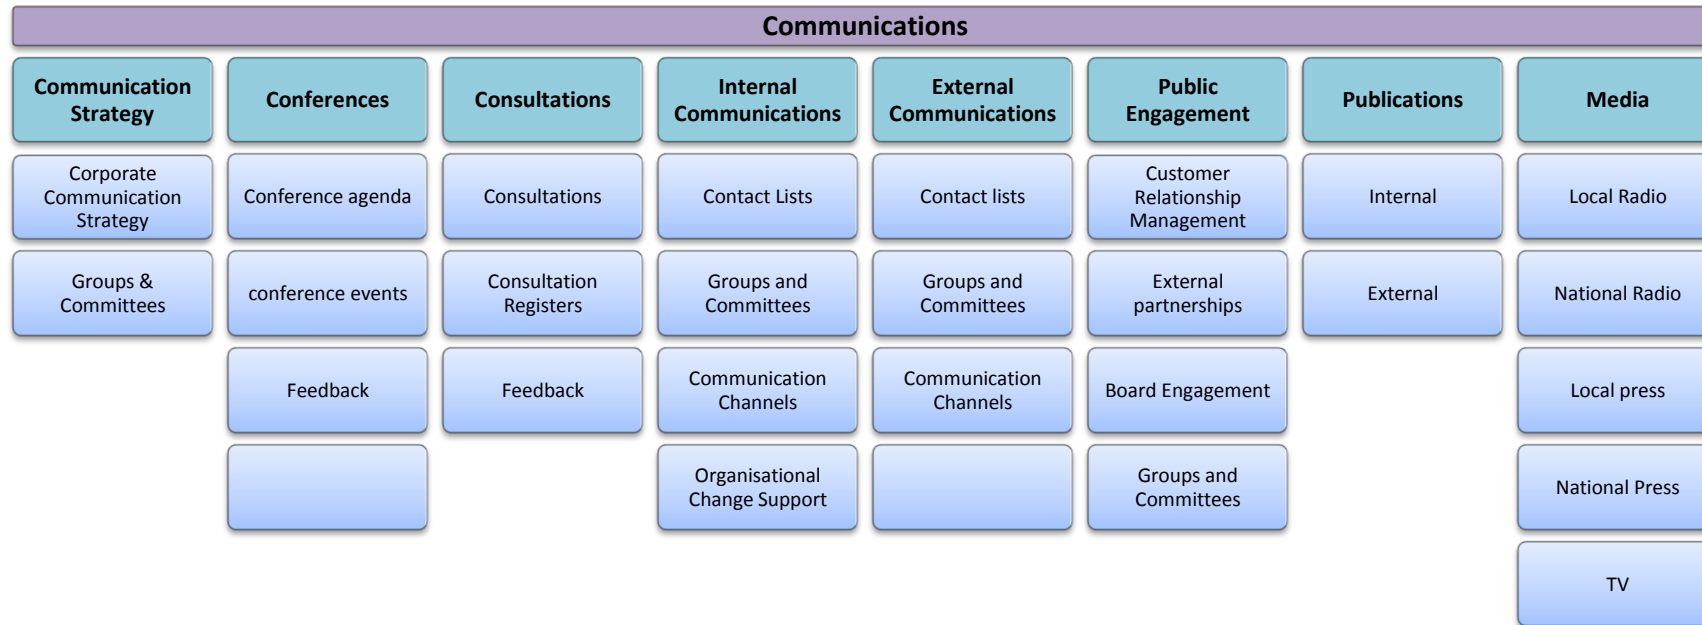 Communications
Communication
Strategy
Conferences
Consultations
Internal
Communications
External
Communications
Public
Engagement
Publications
Media
Corporate
Communication
Strategy
Conference agenda
Consultations
Contact Lists
Contact lists
Customer
Relationship
Management
Internal
Local Radio
Groups &
Committees
conference events
Consultation
Registers
Groups and
Committees
Groups and
Committees
External
partnerships
External
National Radio
Feedback
Feedback
Communication
Channels
Communication
Channels
Board Engagement
Local press
Organisational
Change Support
Groups and
Committees
National Press
TV